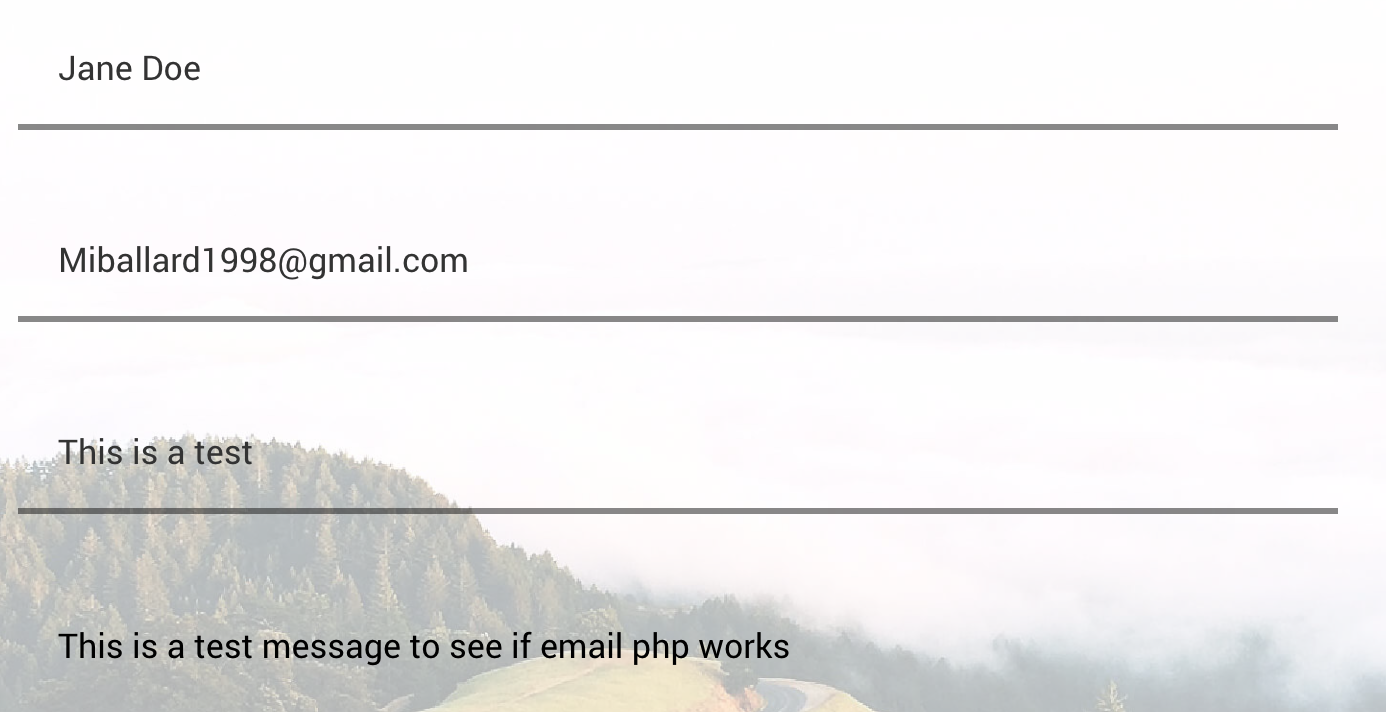 Jane Doe
Miballard1998@gmail.com
This is a test
This is a test message to see if email php works